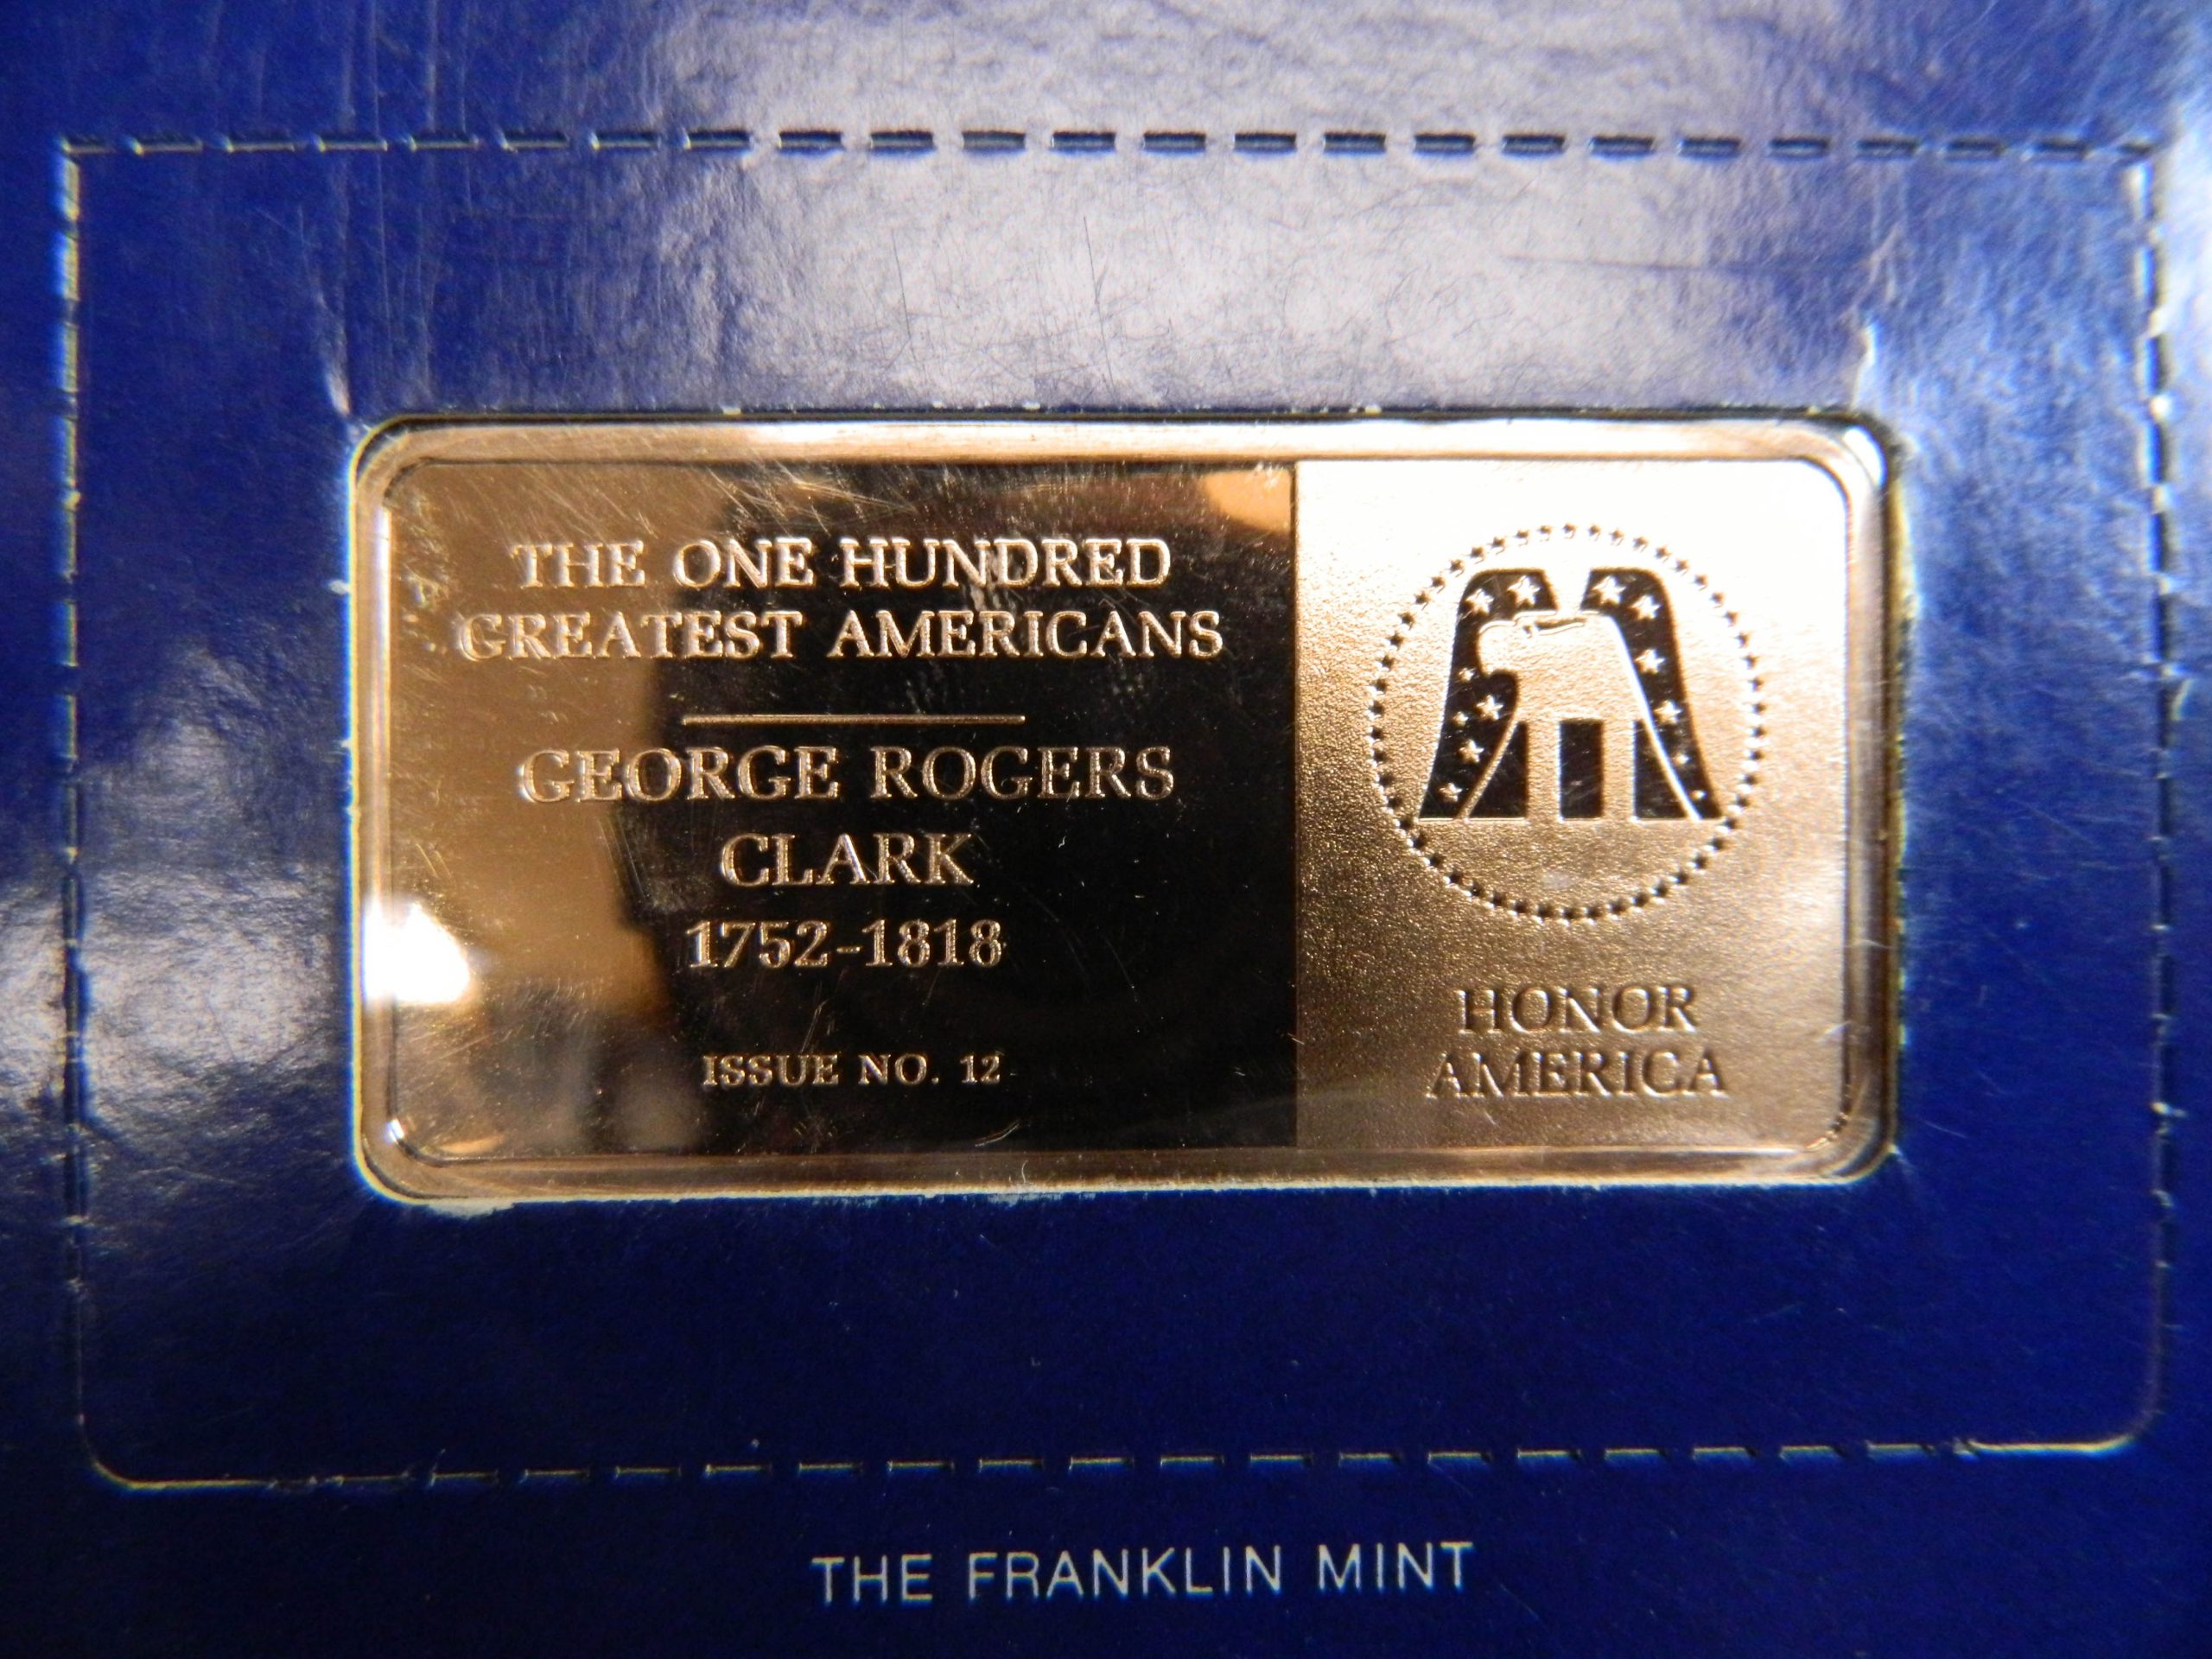 THE ONE HUNDRED
GREATEST AMERICANS
GEORGE ROGERS
CLARK
1752-1818
ISSUE NO. 12
HONOR
AMERICA
THE FRANKLIN MINT